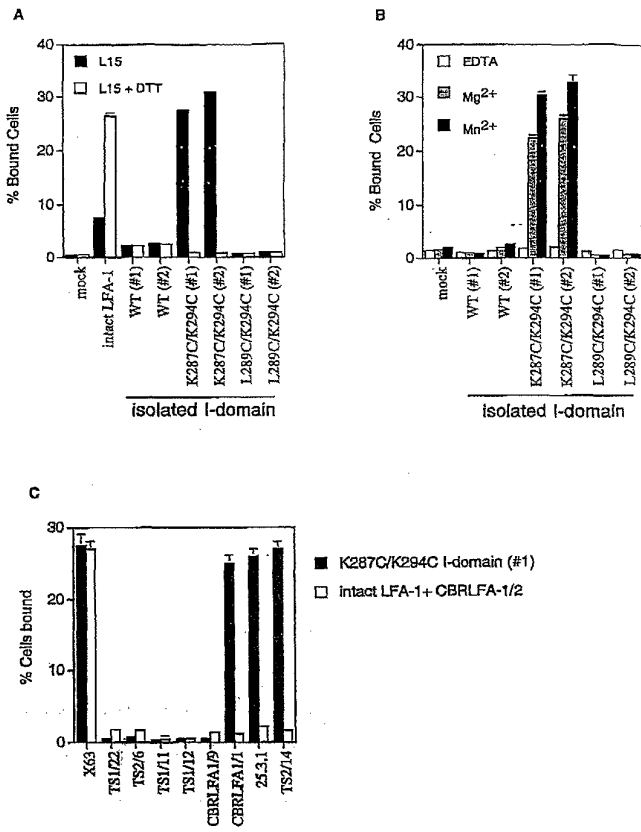 A
40
30
20
10
0
% Bound Cells
L15
L15 + DTT
mock
intact LFA-1
WT (#1)
WT (#2)
K287C/K294C (#1)
K287C/K294C (#2)
L289C/K294C (#1)
L289C/K294C (#2)
isolated I-domain
B
40
30
20
10
0
% Bound Cells
EDTA
Mg2+
Mn2+
mock
WT (#1)
WT (#2)
K287C/K294C (#1)
K287C/K294C (#2)
L289C/K294C (#1)
L289C/K294C (#2)
isolated I-domain
C
30
20
10
0
% Cells bound
K287C/K294C I-domain (#1)
intact LFA-1+ CBRLFA-1/2
X63
TS1/22
TS2/6
TS1/11
TS1/12
CBRLFA1/9
CBRLFA1/1
25.3.1
TS2/14